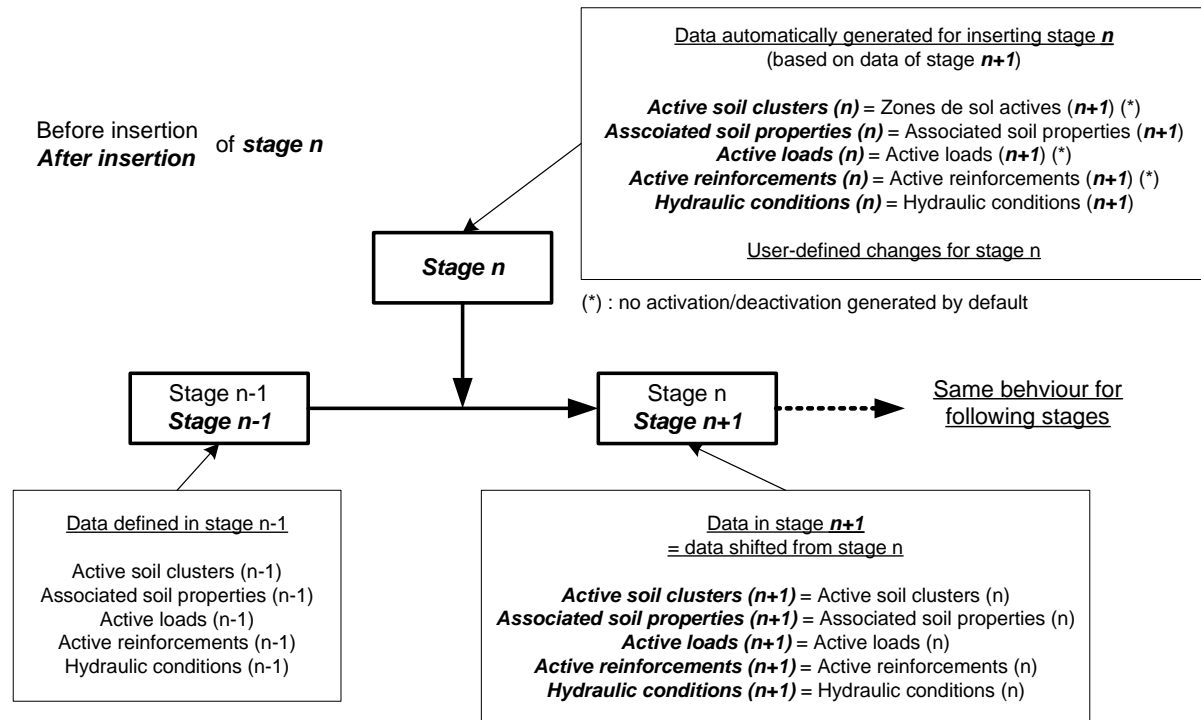 Data automatically generated for inserting stage n
(based on data of stage n+1)
Active soil clusters (n) = Zones de sol actives (n+1) (*)
Asscoiated soil properties (n) = Associated soil properties (n+1)
Active loads (n) = Active loads (n+1) (*)
Active reinforcements (n) = Active reinforcements (n+1) (*)
Hydraulic conditions (n) = Hydraulic conditions (n+1)
User-defined changes for stage n
Before insertion
After insertion
of stage n
Stage n
(*) : no activation/deactivation generated by default
Stage n-1
Stage n-1
Stage n
Stage n+1
Same behviour for
following stages
Data defined in stage n-1
Active soil clusters (n-1)
Associated soil properties (n-1)
Active loads (n-1)
Active reinforcements (n-1)
Hydraulic conditions (n-1)
Data in stage n+1
= data shifted from stage n
Active soil clusters (n+1) = Active soil clusters (n)
Associated soil properties (n+1) = Associated soil properties (n)
Active loads (n+1) = Active loads (n)
Active reinforcements (n+1) = Active reinforcements (n)
Hydraulic conditions (n+1) = Hydraulic conditions (n)